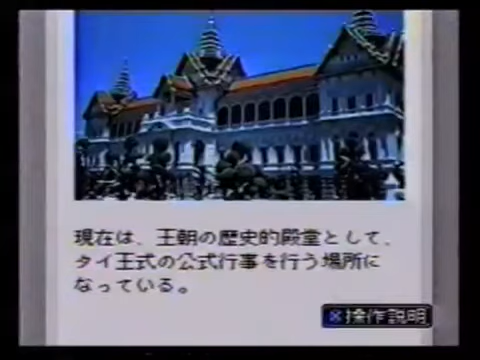 現在は、王朝の歴史的殿堂として、
タイ王式の公式行事を行う場所に
なっている。
※操作説明